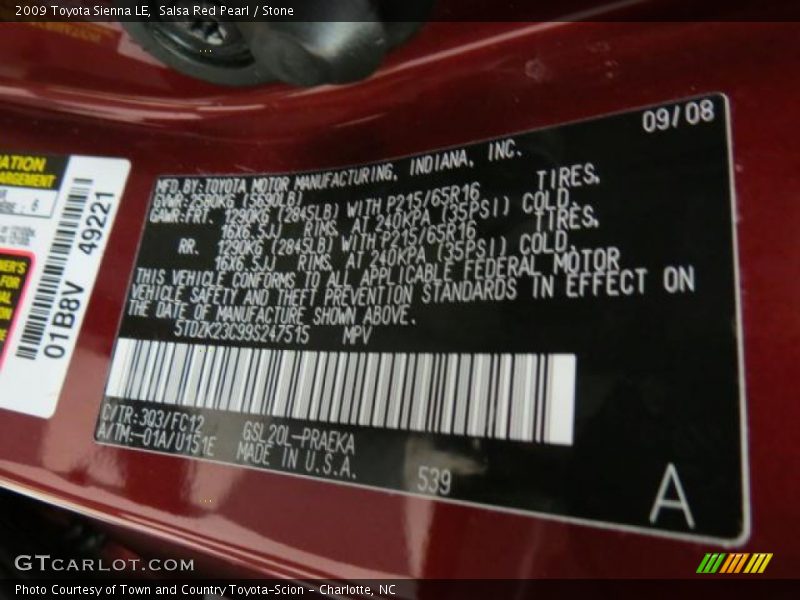 2009 Toyota Sienna LE, Salsa Red Pearl / Stone
09/08
MFD. BY: TOYOTA MOTOR MANUFACTURING, INDIANA, INC.
GVWR: 2580KG (5690LB)
GAWR: FRT. 1290KG (2845LB) WITH P215/65R16 TIRES,
16X6.5JJ RIMS, AT 240KPA (35PSI) COLD,
RR. 1290KG (2845LB) WITH P215/65R16 TIRES,
16X6.5JJ RIMS, AT 240KPA (35PSI) COLD.
THIS VEHICLE CONFORMS TO ALL APPLICABLE FEDERAL MOTOR
VEHICLE SAFETY AND THEFT PREVENTION STANDARDS IN EFFECT ON
THE DATE OF MANUFACTURE SHOWN ABOVE.
5TDZK23C99S247515 MPV
C/TR: 3Q3/FC12
A/TM: -01A/U151E
GSL20L-PRAEKA
MADE IN U.S.A.
539
A
01B8V 49221
GTCARLOT.COM
Photo Courtesy of Town and Country Toyota-Scion - Charlotte, NC